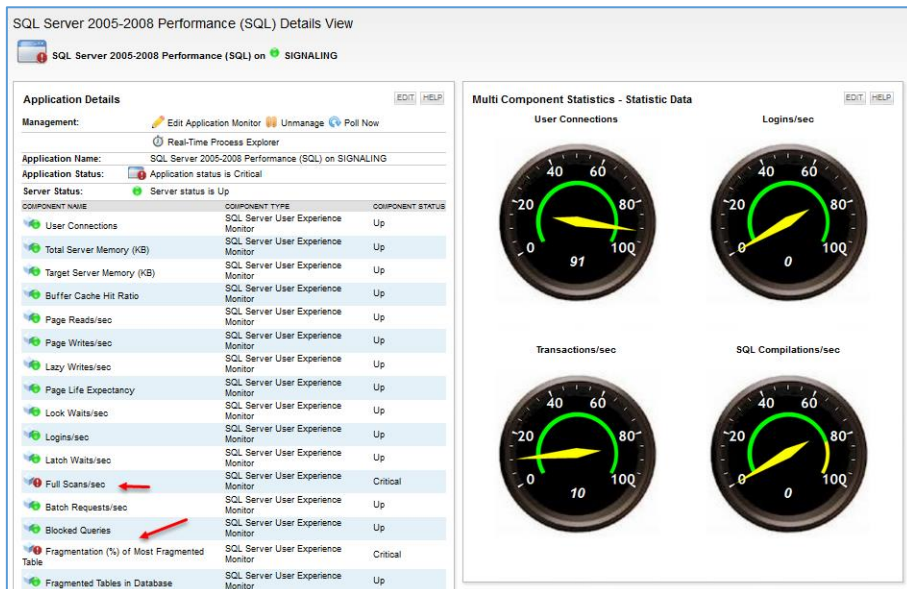 SQL Server 2005-2008 Performance (SQL) Details View
SQL Server 2005-2008 Performance (SQL) on SIGNALING
Application Details
EDIT HELP
Management: Edit Application Monitor Unmanage Poll Now
Real-Time Process Explorer
Application Name: SQL Server 2005-2008 Performance (SQL) on SIGNALING
Application Status: Application status is Critical
Server Status: Server status is Up
COMPONENT NAME COMPONENT TYPE COMPONENT STATUS
User Connections SQL Server User Experience Monitor Up
Total Server Memory (KB) SQL Server User Experience Monitor Up
Target Server Memory (KB) SQL Server User Experience Monitor Up
Buffer Cache Hit Ratio SQL Server User Experience Monitor Up
Page Reads/sec SQL Server User Experience Monitor Up
Page Writes/sec SQL Server User Experience Monitor Up
Lazy Writes/sec SQL Server User Experience Monitor Up
Page Life Expectancy SQL Server User Experience Monitor Up
Lock Waits/sec SQL Server User Experience Monitor Up
Logins/sec SQL Server User Experience Monitor Up
Latch Waits/sec SQL Server User Experience Monitor Up
Full Scans/sec SQL Server User Experience Monitor Critical
Batch Requests/sec SQL Server User Experience Monitor Up
Blocked Queries SQL Server User Experience Monitor Up
Fragmentation (%) of Most Fragmented Table SQL Server User Experience Monitor Critical
Fragmented Tables in Database SQL Server User Experience Monitor Up
Multi Component Statistics - Statistic Data
EDIT HELP
User Connections
0 20 40 60 80 100
91
Logins/sec
0 20 40 60 80 100
0
Transactions/sec
0 20 40 60 80 100
10
SQL Compilations/sec
0 20 40 60 80 100
0